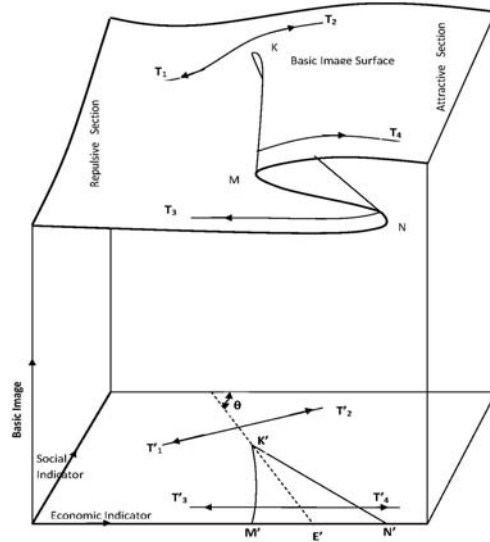 T2
K
T1
Basic Image Surface
Attractive Section
Repulsive Section
T4
M
T3
N
Basic Image
θ
T'2
T'1
K'
Social
Indicator
T'3
T'4
Economic Indicator
M'
E'
N'